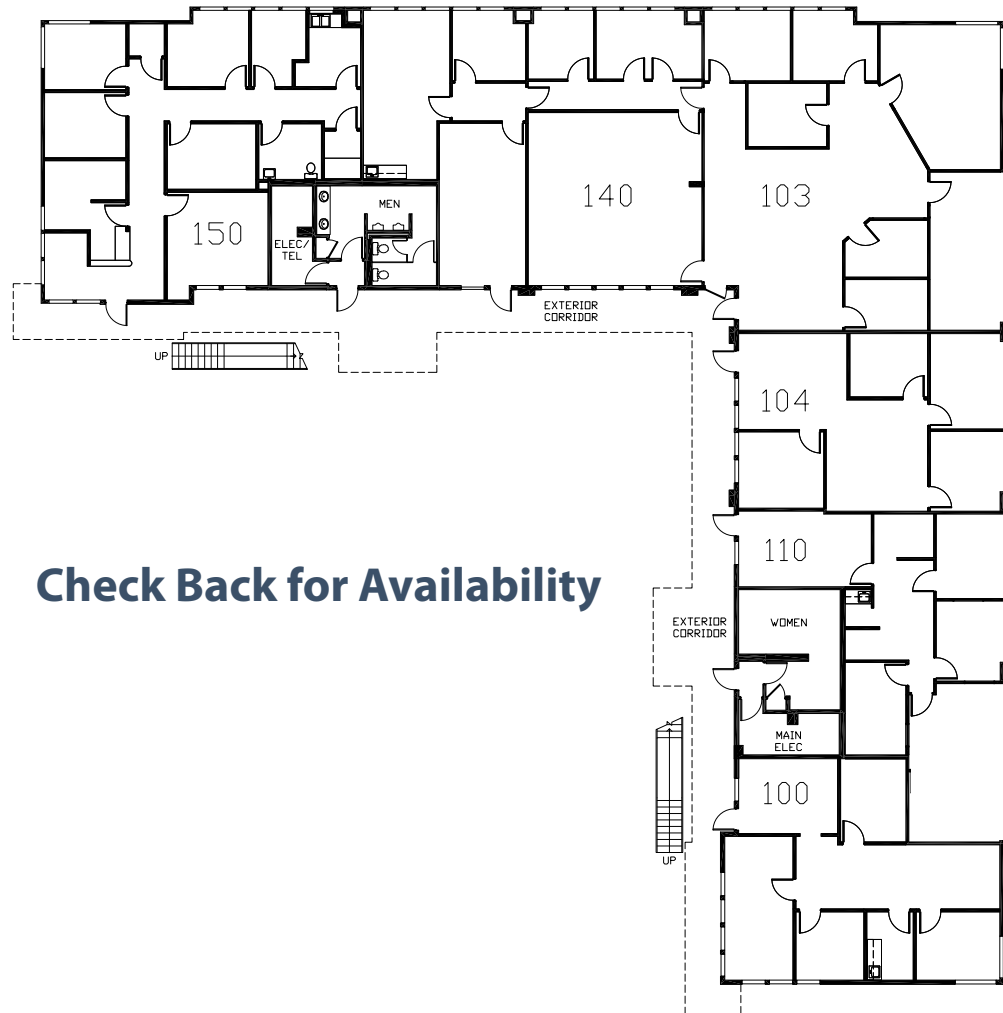 MEN
140
103
150
ELEC/
TEL
EXTERIOR
CORRIDOR
UP
104
110
Check Back for Availability
EXTERIOR
CORRIDOR
WOMEN
MAIN
ELEC
100
UP